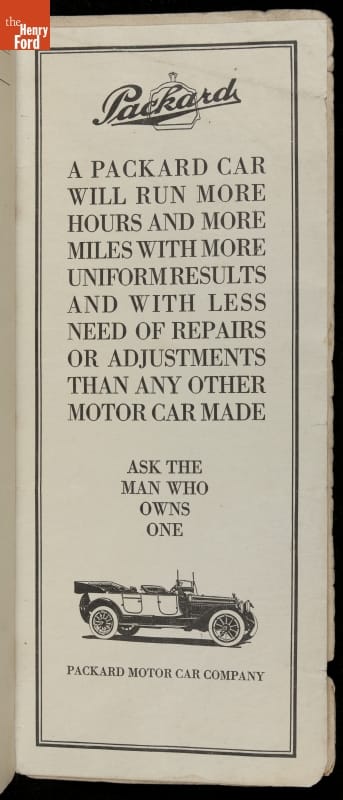 the
Henry
Ford
Packard
A PACKARD CAR
WILL RUN MORE
HOURS AND MORE
MILES WITH MORE
UNIFORM RESULTS
AND WITH LESS
NEED OF REPAIRS
OR ADJUSTMENTS
THAN ANY OTHER
MOTOR CAR MADE
ASK THE
MAN WHO
OWNS
ONE
PACKARD MOTOR CAR COMPANY